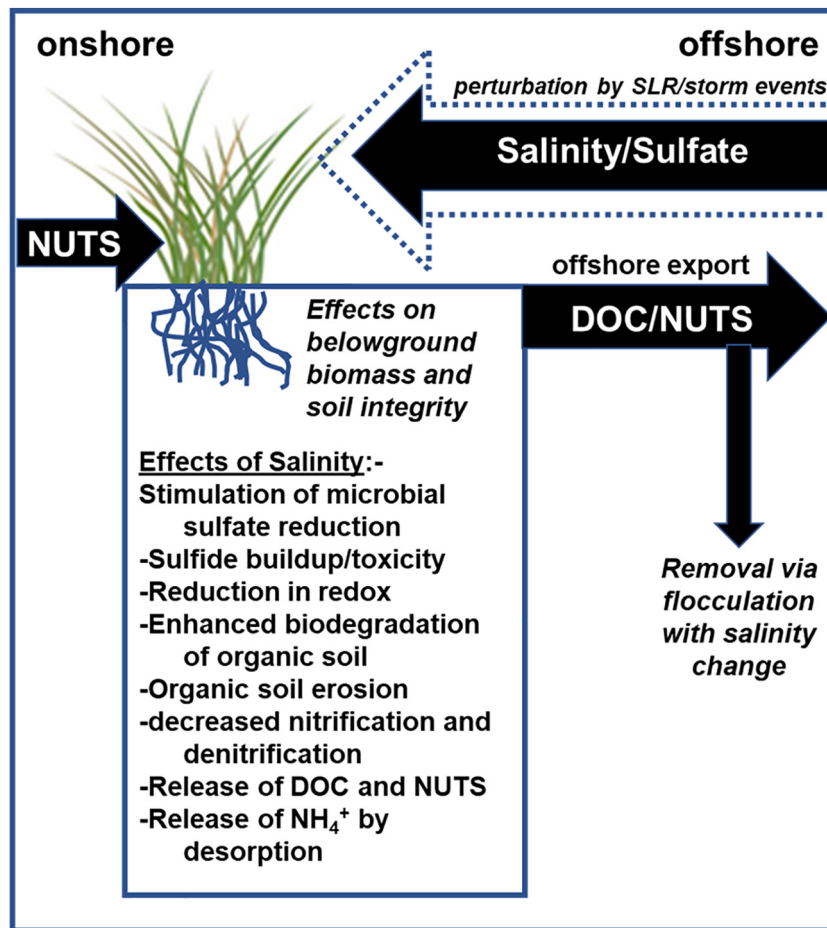 onshore
offshore
perturbation by SLR/storm events
Salinity/Sulfate
NUTS
offshore export
DOC/NUTS
Effects on
belowground
biomass and
soil integrity
Effects of Salinity:-
Stimulation of microbial
sulfate reduction
-Sulfide buildup/toxicity
-Reduction in redox
-Enhanced biodegradation
of organic soil
-Organic soil erosion
-decreased nitrification and
denitrification
-Release of DOC and NUTS
-Release of NH₄⁺ by
desorption
Removal via
flocculation
with salinity
change